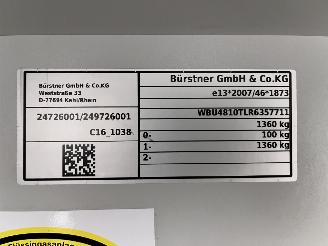 Bürstner GmbH & Co.KG
Weststraße 33
D-77694 Kehl/Rhein
24726001/249726001
C16_1038
Bürstner GmbH & Co.KG
e13*2007/46*1873
WBU4810TLR6357711
1360 kg
0- 100 kg
1- 1360 kg
2-
Flüssiggasanlage